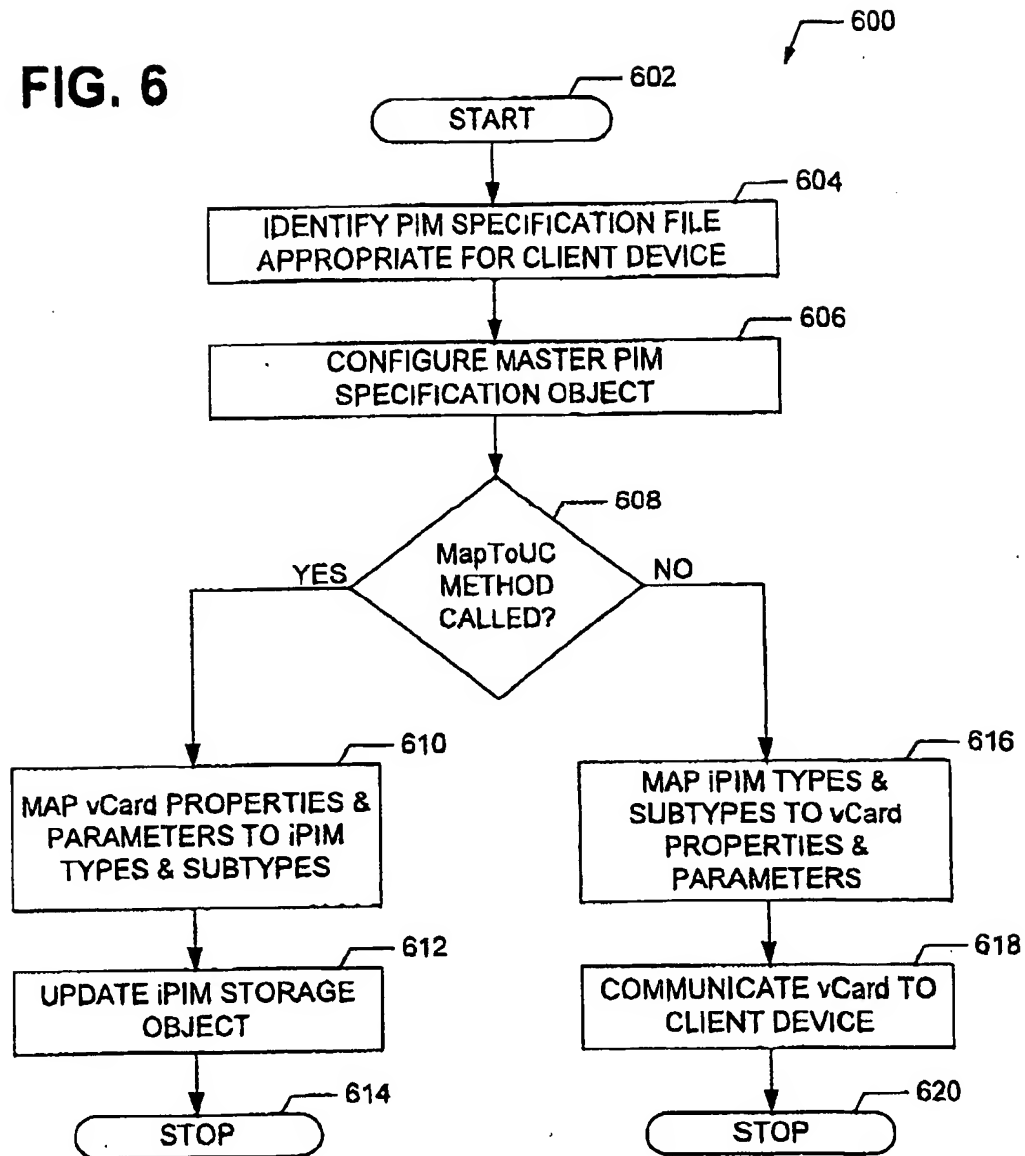 600
FIG. 6
602
START
604
IDENTIFY PIM SPECIFICATION FILE
APPROPRIATE FOR CLIENT DEVICE
606
CONFIGURE MASTER PIM
SPECIFICATION OBJECT
608
MapToUC
METHOD
CALLED?
YES
NO
610
MAP vCard PROPERTIES &
PARAMETERS TO iPIM
TYPES & SUBTYPES
616
MAP iPIM TYPES &
SUBTYPES TO vCard
PROPERTIES &
PARAMETERS
612
UPDATE iPIM STORAGE
OBJECT
618
COMMUNICATE vCard TO
CLIENT DEVICE
614
STOP
620
STOP